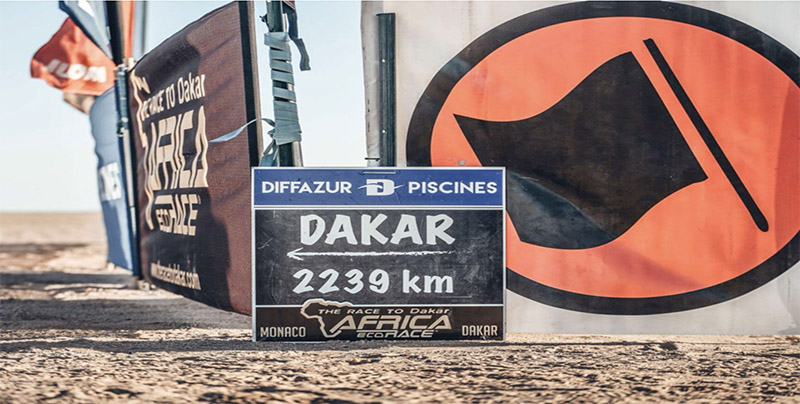 THE RACE TO Dakar
AFRICA
ECORACE
DIFFAZUR D PISCINES
DAKAR
2239 km
THE RACE TO Dakar
MONACO AFRICA DAKAR
ECORACE